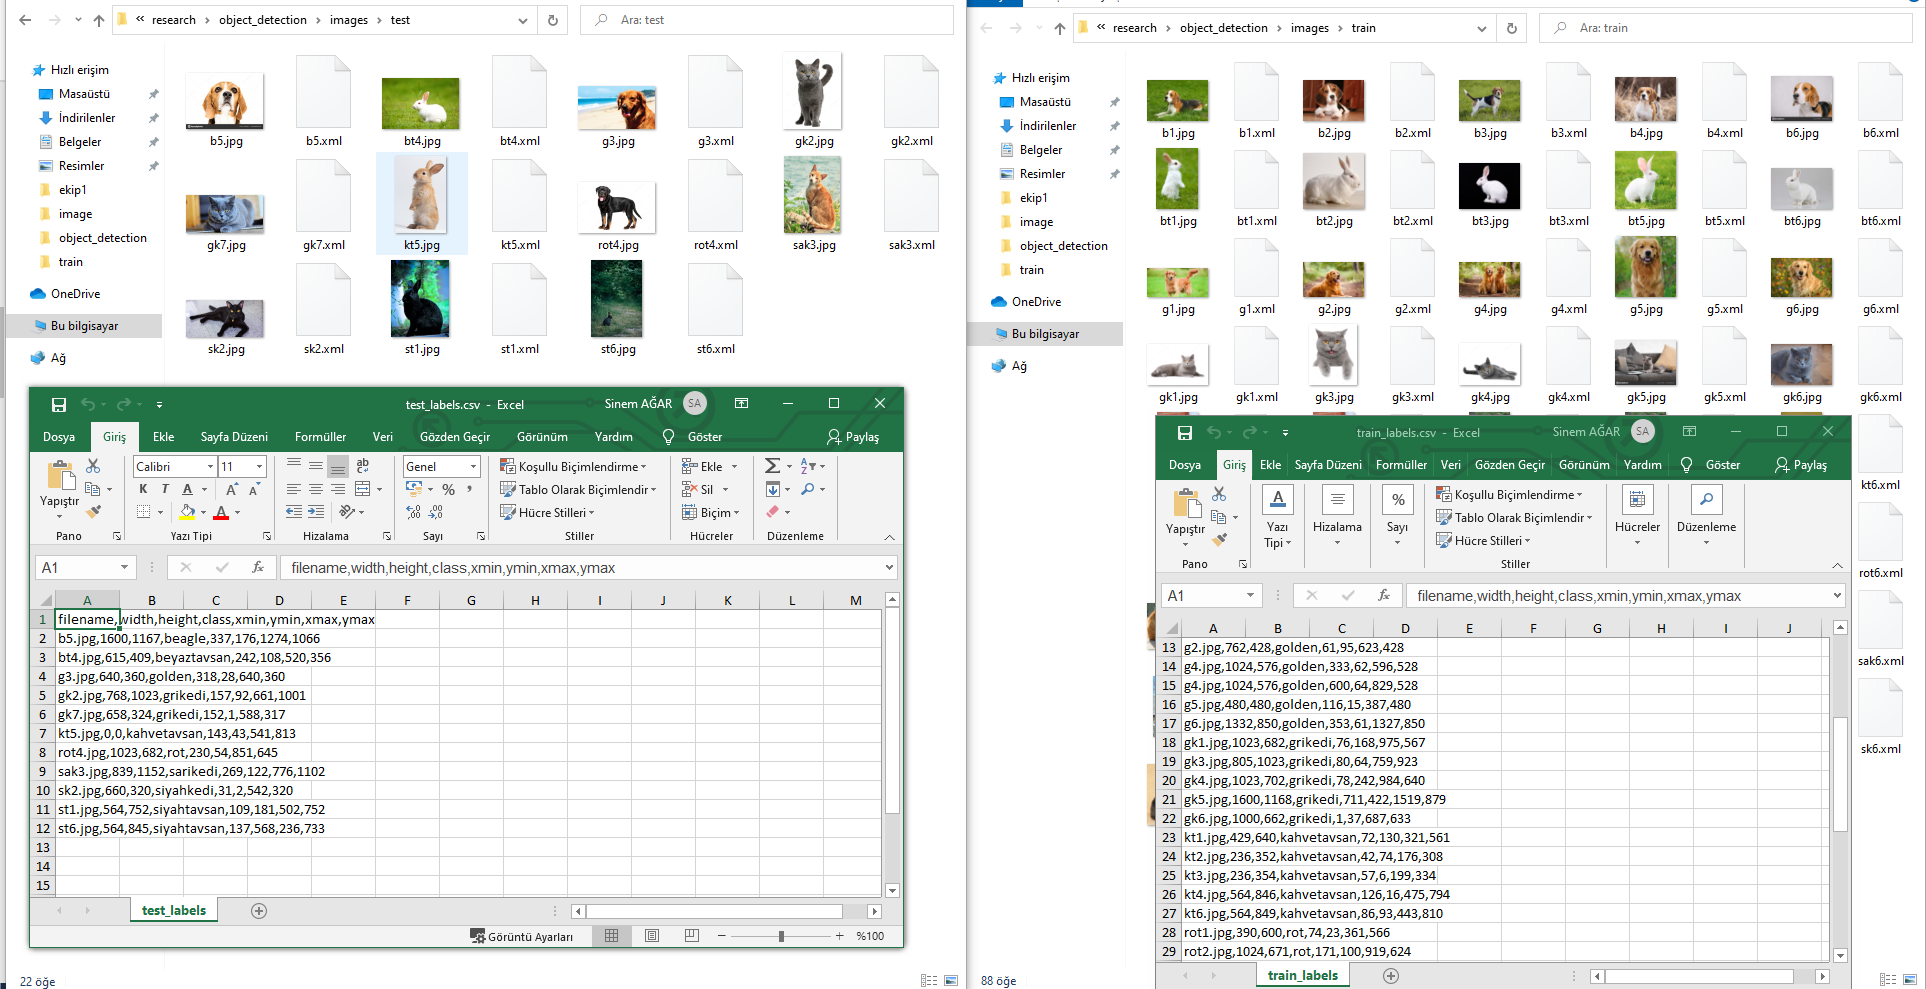 research › object_detection › images › test
Ara: test
Hızlı erişim
Masaüstü
İndirilenler
Belgeler
Resimler
ekip1
image
object_detection
train
OneDrive
Bu bilgisayar
Ağ
b5.jpg b5.xml bt4.jpg bt4.xml g3.jpg g3.xml gk2.jpg gk2.xml
gk7.jpg gk7.xml kt5.jpg kt5.xml rot4.jpg rot4.xml sak3.jpg sak3.xml
sk2.jpg sk2.xml st1.jpg st1.xml st6.jpg st6.xml
test_labels.csv - Excel
Sinem AĞAR SA
Dosya Giriş Ekle Sayfa Düzeni Formüller Veri Gözden Geçir Görünüm Yardım Göster Paylaş
Yapıştır
Pano
Calibri 11
K T A A A
A
Yazı Tipi
ab
Hizalama
Genel
% ,
Sayı
Koşullu Biçimlendirme
Tablo Olarak Biçimlendir
Hücre Stilleri
Stiller
Ekle
Sil
Biçim
Hücreler
Düzenleme
A1 fx filename,width,height,class,xmin,ymin,xmax,ymax
A B C D E F G H I J K L M
1 filename,width,height,class,xmin,ymin,xmax,ymax
2 b5.jpg,1600,1167,beagle,337,176,1274,1066
3 bt4.jpg,615,409,beyaztavsan,242,108,520,356
4 g3.jpg,640,360,golden,318,28,640,360
5 gk2.jpg,768,1023,grikedi,157,92,661,1001
6 gk7.jpg,658,324,grikedi,152,1,588,317
7 kt5.jpg,0,0,kahvetavsan,143,43,541,813
8 rot4.jpg,1023,682,rot,230,54,851,645
9 sak3.jpg,839,1152,sarikedi,269,122,776,1102
10 sk2.jpg,660,320,siyahkedi,31,2,542,320
11 st1.jpg,564,752,siyahtavsan,109,181,502,752
12 st6.jpg,564,845,siyahtavsan,137,568,236,733
13
14
15
test_labels
Görüntü Ayarları
%100
22 öğe
research › object_detection › images › train
Ara: train
Hızlı erişim
Masaüstü
İndirilenler
Belgeler
Resimler
ekip1
image
object_detection
train
OneDrive
Bu bilgisayar
Ağ
b1.jpg b1.xml b2.jpg b2.xml b3.jpg b3.xml b4.jpg b4.xml b6.jpg b6.xml
bt1.jpg bt1.xml bt2.jpg bt2.xml bt3.jpg bt3.xml bt5.jpg bt5.xml bt6.jpg bt6.xml
g1.jpg g1.xml g2.jpg g2.xml g4.jpg g4.xml g5.jpg g5.xml g6.jpg g6.xml
gk1.jpg gk1.xml gk3.jpg gk3.xml gk4.jpg gk4.xml gk5.jpg gk5.xml gk6.jpg gk6.xml
kt6.xml
rot6.xml
sak6.xml
sk6.xml
train_labels.csv - Excel
Sinem AĞAR SA
Dosya Giriş Ekle Sayfa Düzeni Formüller Veri Gözden Geçir Görünüm Yardım Göster Paylaş
Yapıştır
Pano
A
Yazı Tipi
Hizalama
%
Sayı
Koşullu Biçimlendirme
Tablo Olarak Biçimlendir
Hücre Stilleri
Stiller
Hücreler
Düzenleme
A1 fx filename,width,height,class,xmin,ymin,xmax,ymax
A B C D E F G H I J
13 g2.jpg,762,428,golden,61,95,623,428
14 g4.jpg,1024,576,golden,333,62,596,528
15 g4.jpg,1024,576,golden,600,64,829,528
16 g5.jpg,480,480,golden,116,15,387,480
17 g6.jpg,1332,850,golden,353,61,1327,850
18 gk1.jpg,1023,682,grikedi,76,168,975,567
19 gk3.jpg,805,1023,grikedi,80,64,759,923
20 gk4.jpg,1023,702,grikedi,78,242,984,640
21 gk5.jpg,1600,1168,grikedi,711,422,1519,879
22 gk6.jpg,1000,662,grikedi,1,37,687,633
23 kt1.jpg,429,640,kahvetavsan,72,130,321,561
24 kt2.jpg,236,352,kahvetavsan,42,74,176,308
25 kt3.jpg,236,354,kahvetavsan,57,6,199,334
26 kt4.jpg,564,846,kahvetavsan,126,16,475,794
27 kt6.jpg,564,849,kahvetavsan,86,93,443,810
28 rot1.jpg,390,600,rot,74,23,361,566
29 rot2.jpg,1024,671,rot,171,100,919,624
train_labels
88 öğe